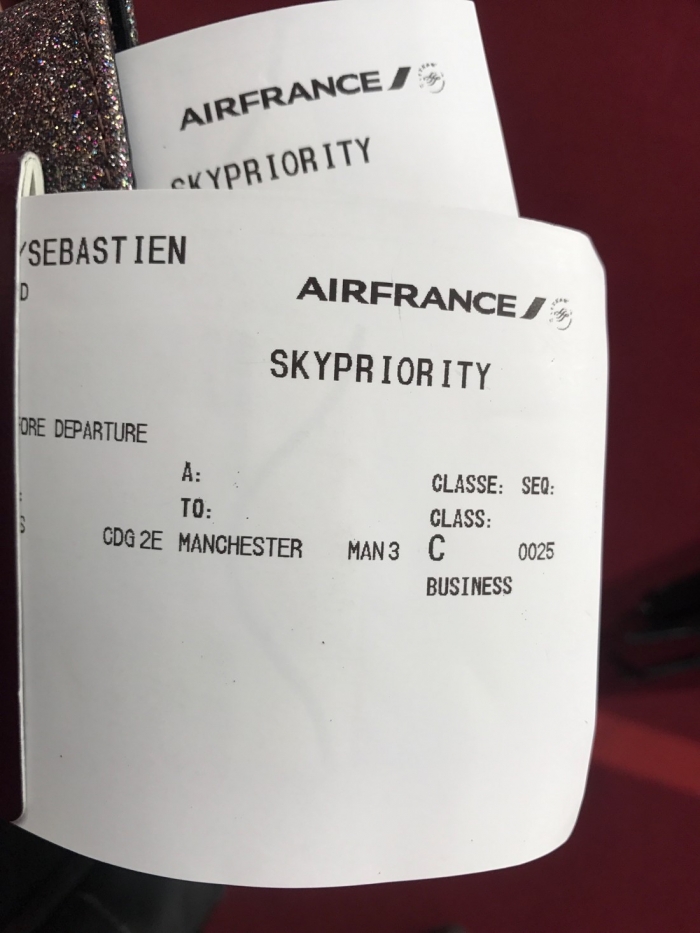 AIRFRANCE
SKYPRIORITY
/SEBASTIEN
D
AIRFRANCE
SKYPRIORITY
ORE DEPARTURE
A: CLASSE: SEQ:
TO: CLASS:
S CDG 2E MANCHESTER MAN 3 C 0025
BUSINESS